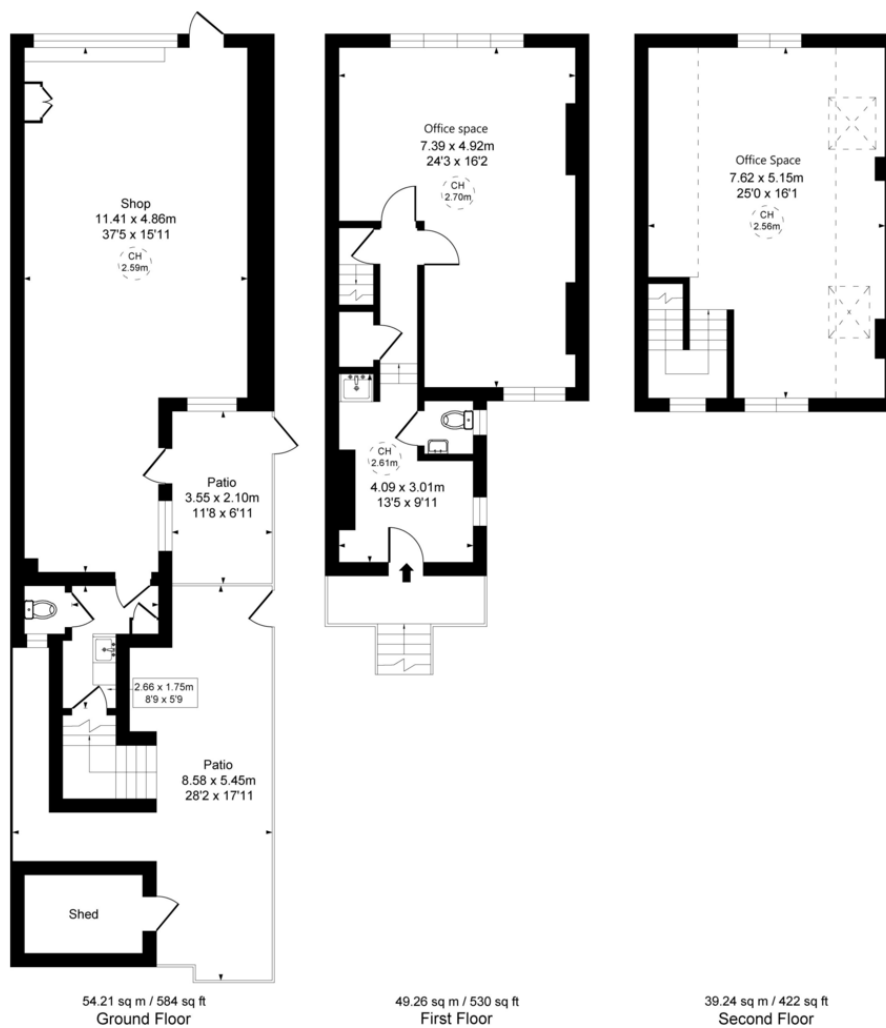 Shop
11.41 x 4.86m
37'5 x 15'11
CH
2.59m
Patio
3.55 x 2.10m
11'8 x 6'11
2.66 x 1.75m
8'9 x 5'9
Patio
8.58 x 5.45m
28'2 x 17'11
Shed
54.21 sq m / 584 sq ft
Ground Floor
Office space
7.39 x 4.92m
24'3 x 16'2
CH
2.70m
CH
2.61m
4.09 x 3.01m
13'5 x 9'11
49.26 sq m / 530 sq ft
First Floor
Office Space
7.62 x 5.15m
25'0 x 16'1
CH
2.56m
x
39.24 sq m / 422 sq ft
Second Floor